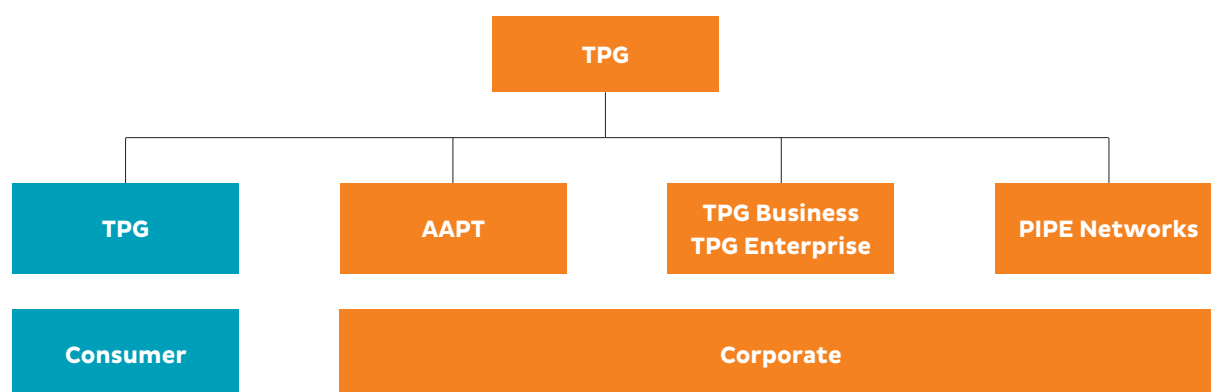 TPG
TPG
AAPT
TPG Business
TPG Enterprise
PIPE Networks
Consumer
Corporate